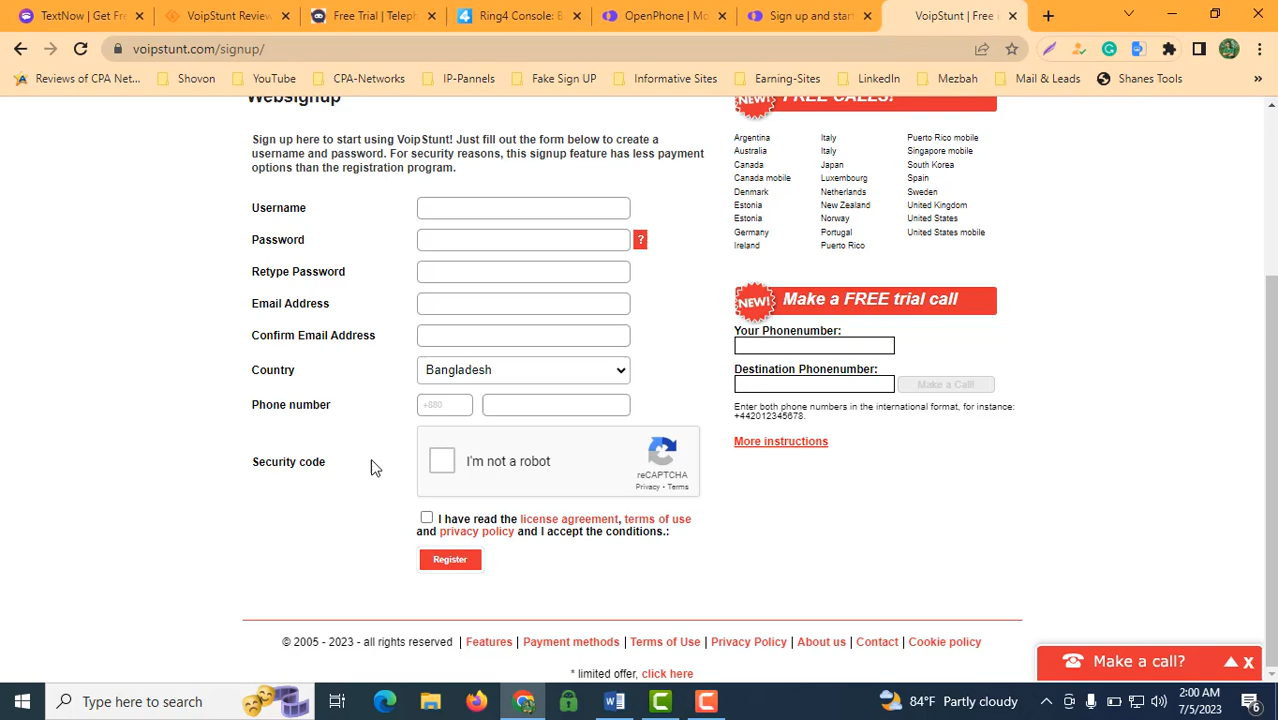 TextNow | Get Fre
VoipStunt Review
Free Trial | Teleph
Ring4 Console: B
OpenPhone | Mo
Sign up and start
VoipStunt | Free
voipstunt.com/signup/
Reviews of CPA Net...
Shovon
YouTube
CPA-Networks
IP-Pannels
Fake Sign UP
Informative Sites
Earning-Sites
LinkedIn
Mezbah
Mail & Leads
Shanes Tools
»
Websignup
Sign up here to start using VoipStunt! Just fill out the form below to create a
username and password. For security reasons, this signup feature has less payment
options than the registration program.
Username
Password
?
Retype Password
Email Address
Confirm Email Address
Country
Bangladesh
Phone number
+880
Security code
I'm not a robot
reCAPTCHA
Privacy • Terms
I have read the license agreement, terms of use
and privacy policy and I accept the conditions.:
Register
NEW!
FREE CALLS!
Argentina Italy Puerto Rico mobile
Australia Italy Singapore mobile
Canada Japan South Korea
Canada mobile Luxembourg Spain
Denmark Netherlands Sweden
Estonia New Zealand United Kingdom
Estonia Norway United States
Germany Portugal United States mobile
Ireland Puerto Rico
NEW!
Make a FREE trial call
Your Phonenumber:
Destination Phonenumber:
Make a Call!
Enter both phone numbers in the international format, for instance:
+442012345678.
More instructions
© 2005 - 2023 - all rights reserved | Features | Payment methods | Terms of Use | Privacy Policy | About us | Contact | Cookie policy
* limited offer, click here
Make a call?
X
Type here to search
84°F Partly cloudy
2:00 AM
7/5/2023
6